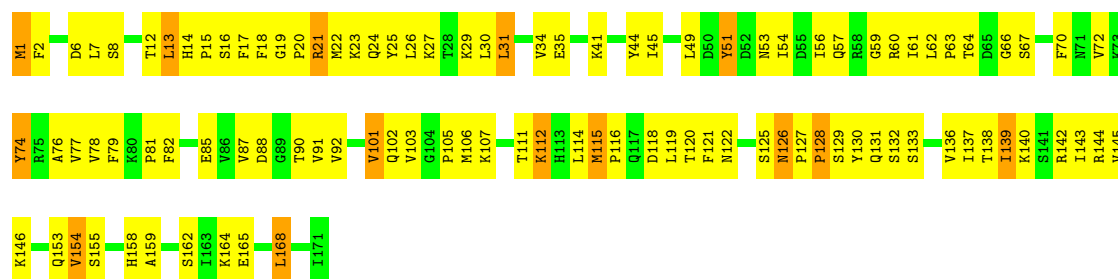 M1 F2 D6 L7 S8 T12 L13 H14 P15 S16 F17 F18 G19 P20 R21 M22 K23 Q24 Y25 L26 K27 T28 K29 L30 L31 V34 E35 K41 Y44 I45 L49 D50 Y51 D52 N53 I54 D55 I56 Q57 R58 G59 R60 I61 L62 P63 T64 D65 G66 S67 F70 N71 V72 K73
Y74 R75 A76 V77 V78 F79 K80 P81 F82 E85 V86 V87 D88 G89 T90 V91 V92 V101 Q102 V103 G104 P105 M106 K107 T111 K112 H113 L114 M115 P116 Q117 D118 L119 T120 F121 N122 S125 N126 P127 P128 S129 Y130 Q131 S132 S133 V136 I137 T138 I139 K140 S141 R142 I143 R144 V145
K146 Q153 V154 S155 H158 A159 S162 I163 K164 E165 L168 I171